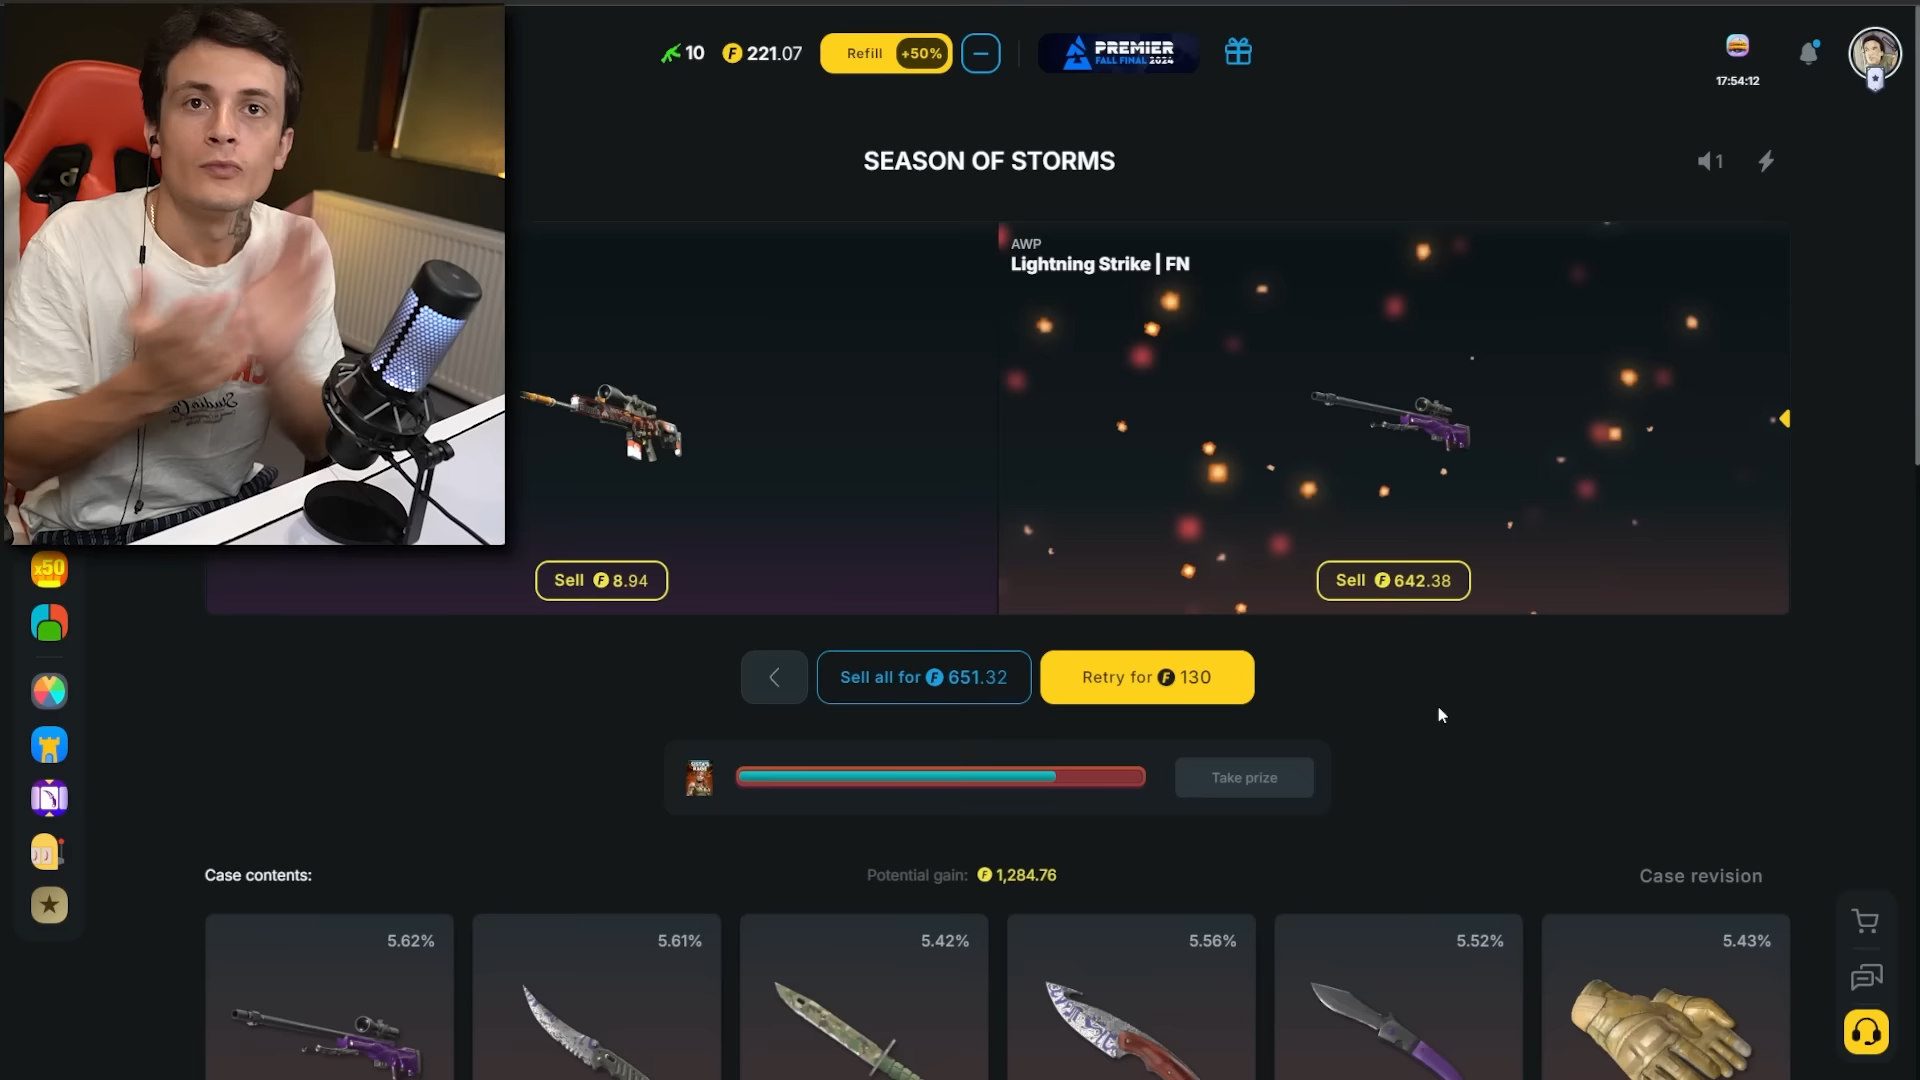 10
F 221.07
Refill +50%
PREMIER
FALL FINAL 2024
17:54:12
SEASON OF STORMS
1
AWP
Lightning Strike | FN
Studio Co.
Sell F 8.94
Sell F 642.38
x50
Sell all for F 651.32
Retry for F 130
Take prize
Case contents:
Potential gain: F 1,284.76
Case revision
5.62%
5.61%
5.42%
5.56%
5.52%
5.43%